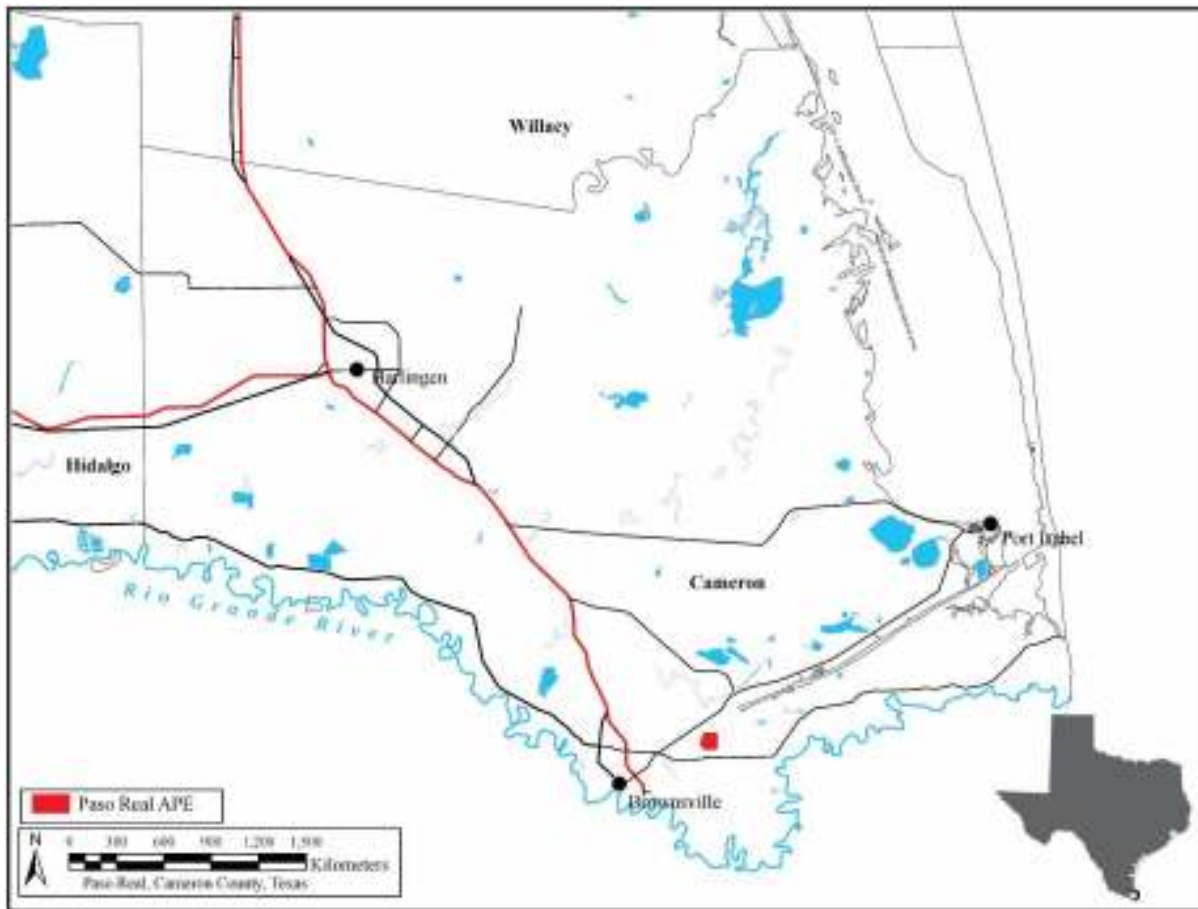 Willacy
Harlingen
Hidalgo
Port Isabel
Cameron
Rio Grande River
Brownsville
Paso Real APE
N
0 300 600 900 1,200 1,500
Kilometers
Paso Real, Cameron County, Texas